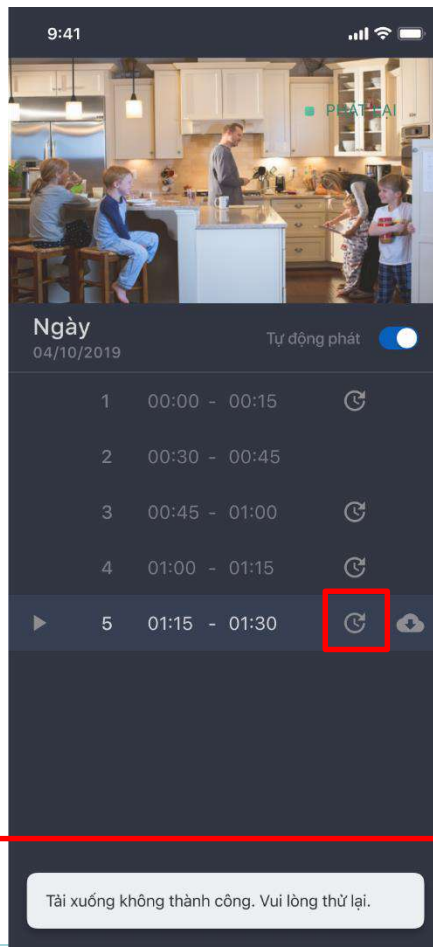 9:41
PHÁT LẠI
Ngày
04/10/2019
Tự động phát
1 00:00 - 00:15
2 00:30 - 00:45
3 00:45 - 01:00
4 01:00 - 01:15
5 01:15 - 01:30
Tải xuống không thành công. Vui lòng thử lại.